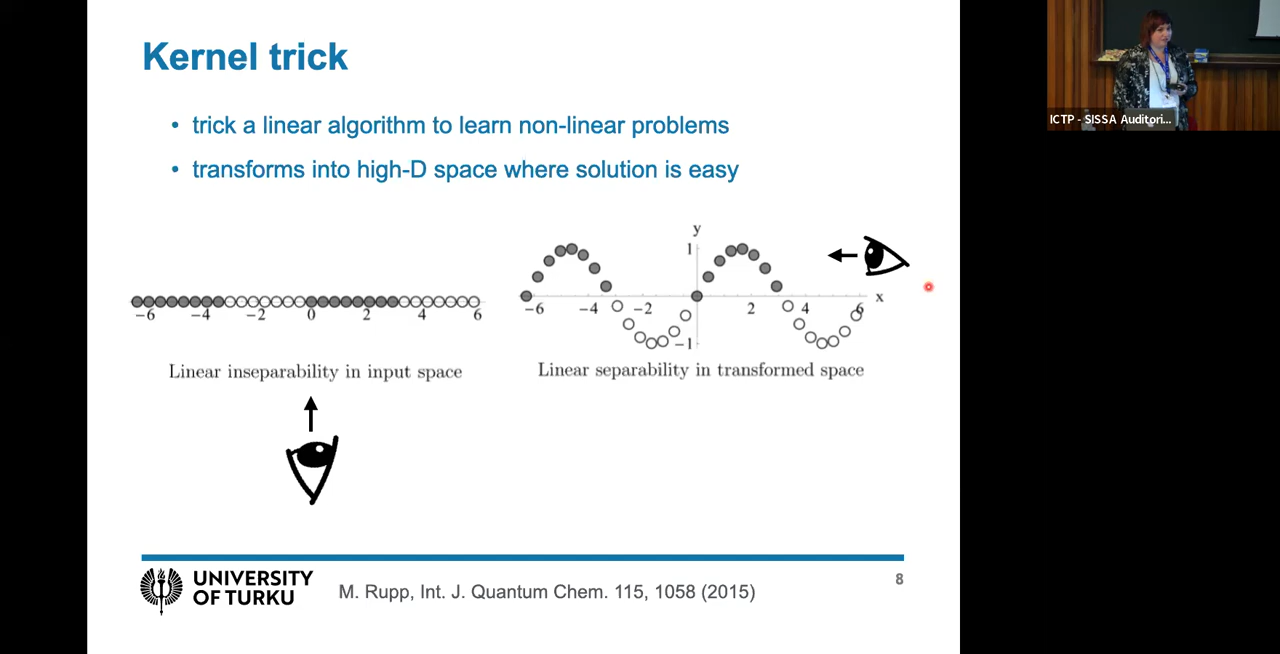 Kernel trick
• trick a linear algorithm to learn non-linear problems
• transforms into high-D space where solution is easy
−6 −4 −2 0 2 4 6
Linear inseparability in input space
y
1
x
−6 −4 −2 2 4 6
−1
Linear separability in transformed space
UNIVERSITY
OF TURKU
M. Rupp, Int. J. Quantum Chem. 115, 1058 (2015)
8
ICTP - SISSA Auditori...